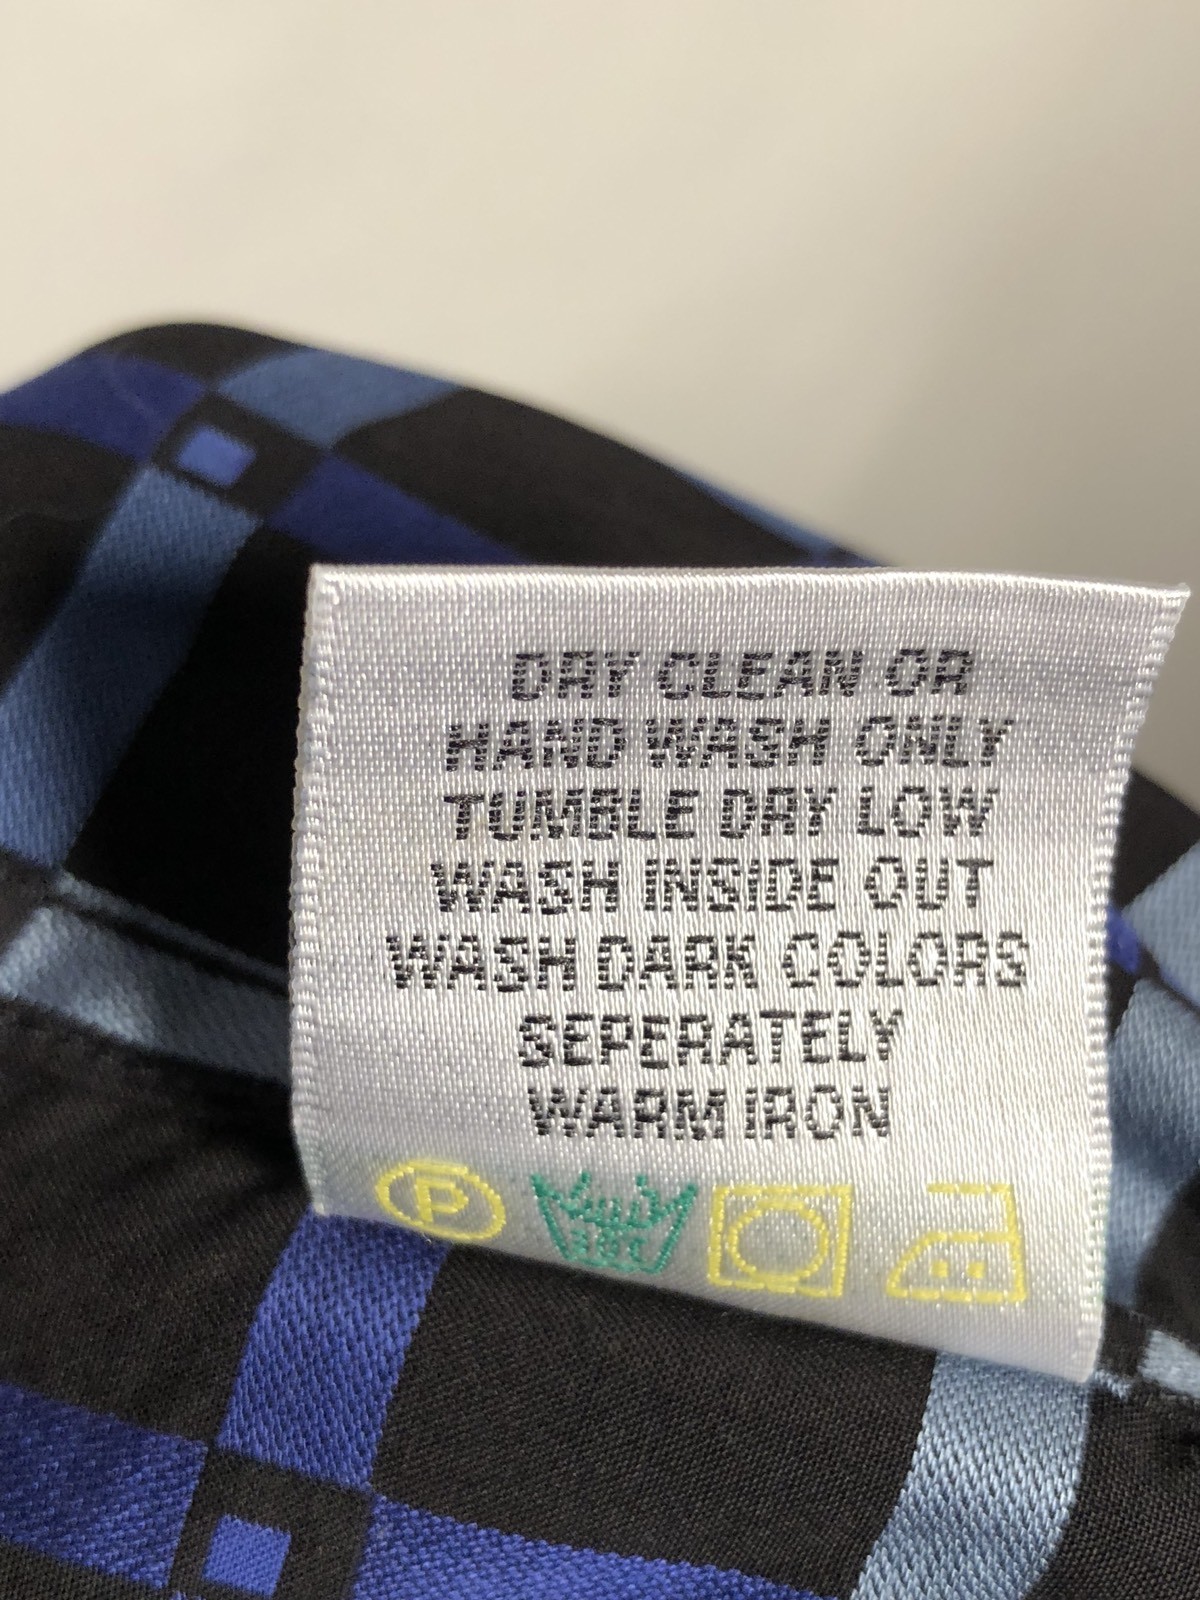 DRY CLEAN OR
HAND WASH ONLY
TUMBLE DRY LOW
WASH INSIDE OUT
WASH DARK COLORS
SEPERATELY
WARM IRON
P